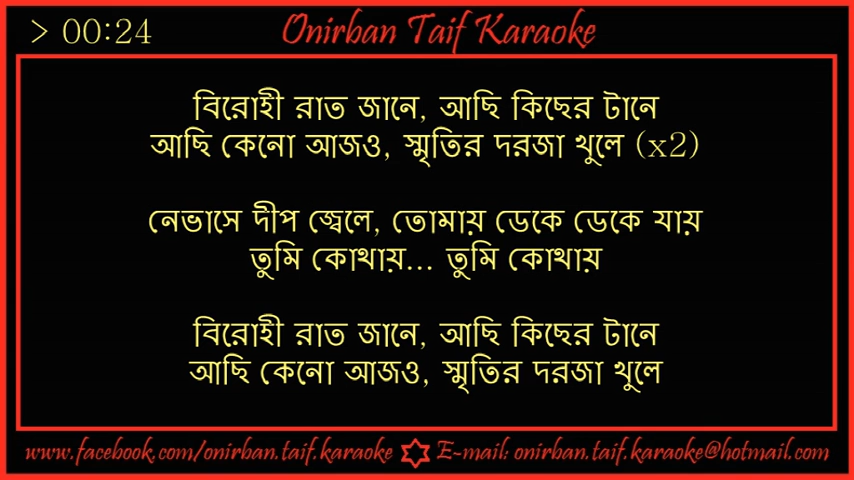 > 00:24
Onirban Taif Karaoke
বিরোহী রাত জানে, আছি কিছের টানে
আছি কেনো আজও, স্মৃতির দরজা খুলে (x2)
নেভাসে দীপ জ্বেলে, তোমায় ডেকে ডেকে যায়
তুমি কোথায়... তুমি কোথায়
বিরোহী রাত জানে, আছি কিছের টানে
আছি কেনো আজও, স্মৃতির দরজা খুলে
www.facebook.com/onirban.taif.karaoke E-mail: onirban.taif.karaoke@hotmail.com